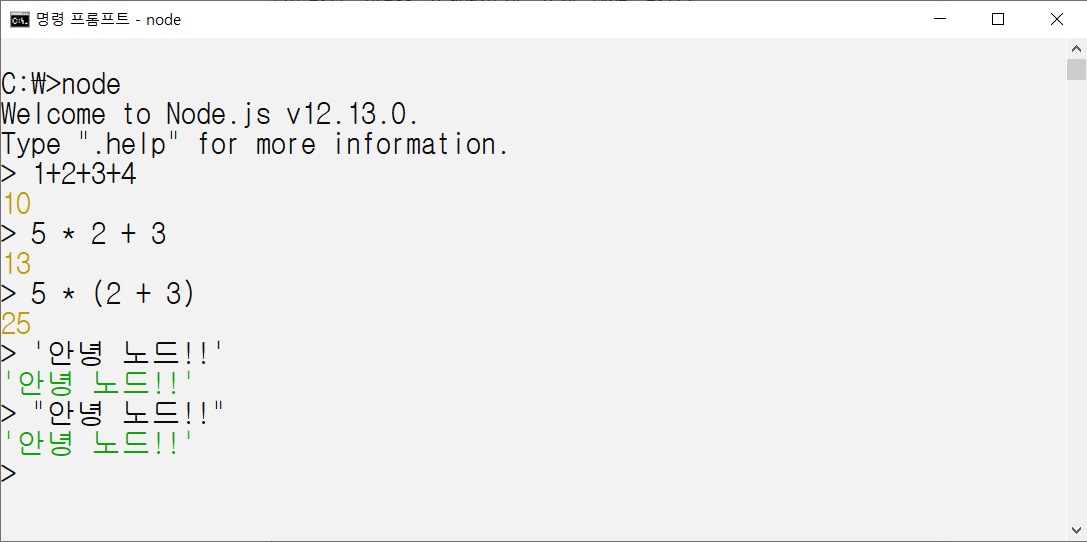 명령 프롬프트 - node
C:₩>node
Welcome to Node.js v12.13.0.
Type ".help" for more information.
> 1+2+3+4
10
> 5 * 2 + 3
13
> 5 * (2 + 3)
25
> '안녕 노드!!'
'안녕 노드!!'
> "안녕 노드!!"
'안녕 노드!!'
>